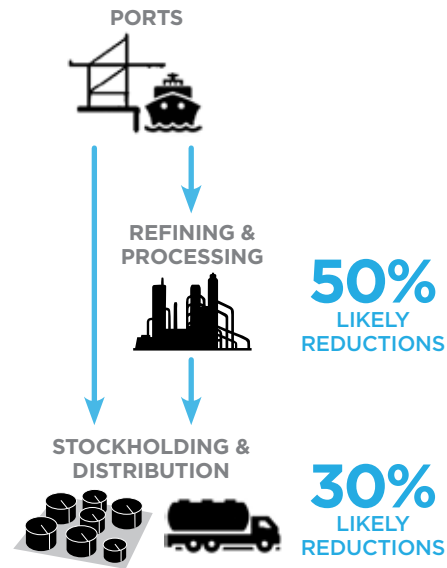 PORTS
REFINING &
PROCESSING
50%
LIKELY
REDUCTIONS
STOCKHOLDING &
DISTRIBUTION
30%
LIKELY
REDUCTIONS